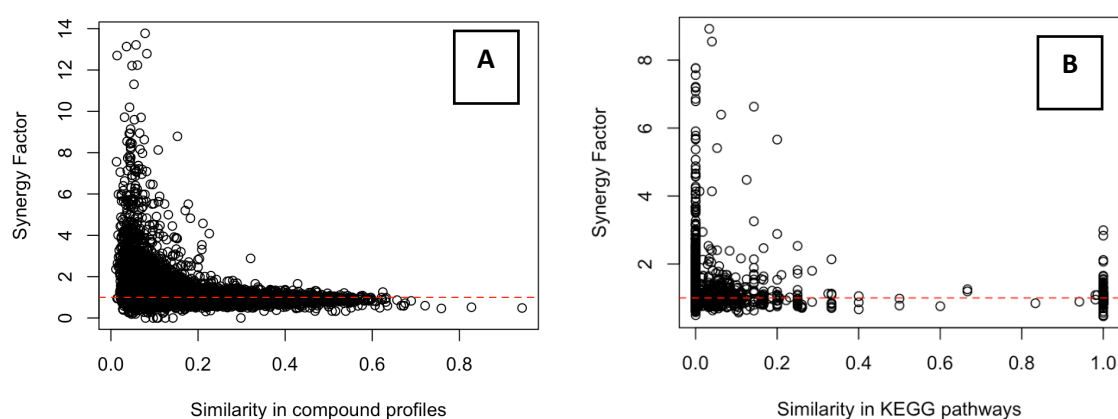 A
Synergy Factor
14
12
10
8
6
4
2
0
0.0 0.2 0.4 0.6 0.8
Similarity in compound profiles
B
Synergy Factor
8
6
4
2
0.0 0.2 0.4 0.6 0.8 1.0
Similarity in KEGG pathways